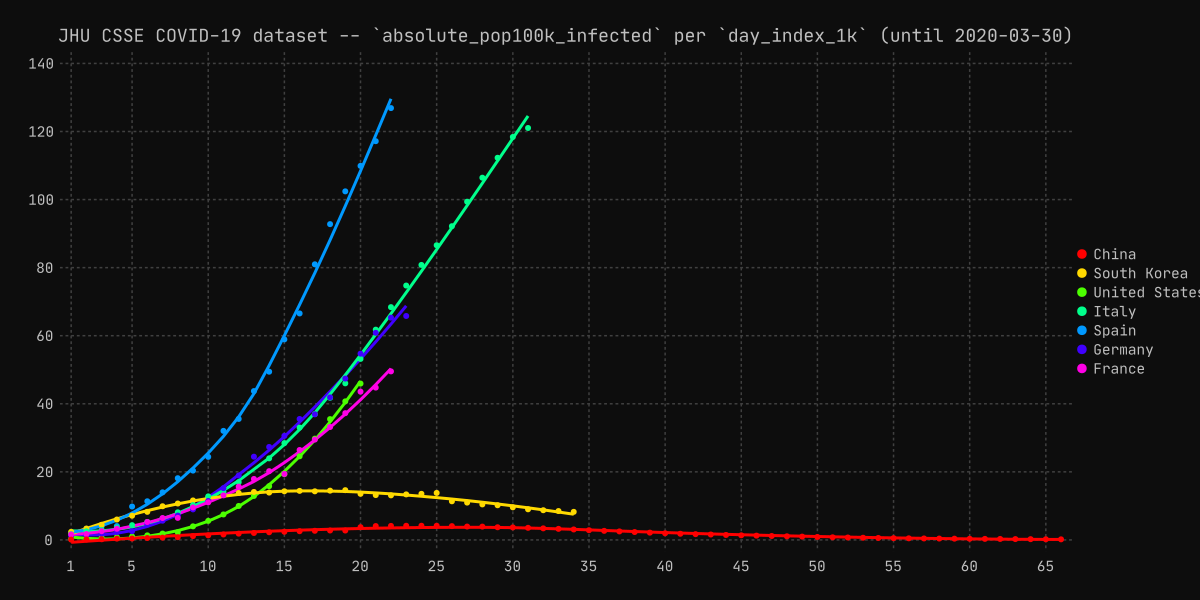 JHU CSSE COVID-19 dataset -- `absolute_pop100k_infected` per `day_index_1k` (until 2020-03-30)
140
120
100
80
60
40
20
0
1 5 10 15 20 25 30 35 40 45 50 55 60 65
China
South Korea
United States
Italy
Spain
Germany
France